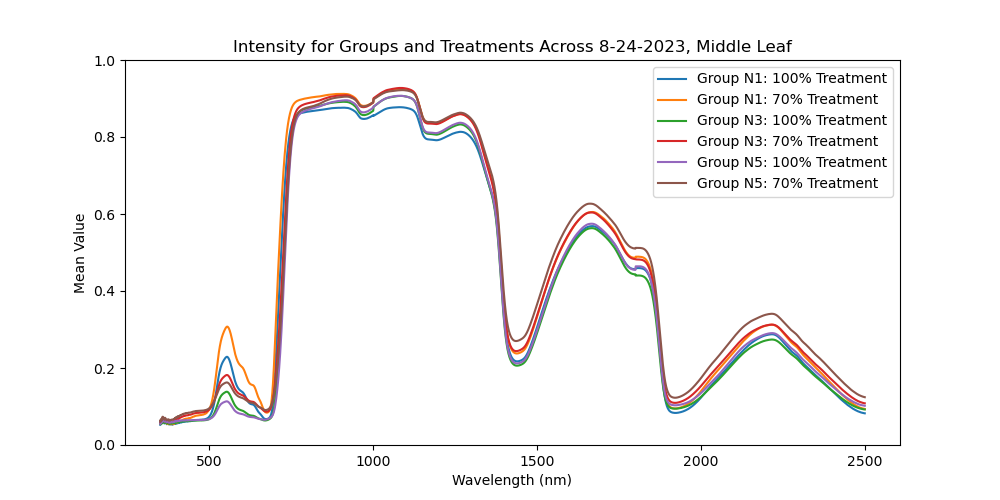 Intensity for Groups and Treatments Across 8-24-2023, Middle Leaf
1.0
0.8
0.6
0.4
0.2
0.0
Mean Value
Group N1: 100% Treatment
Group N1: 70% Treatment
Group N3: 100% Treatment
Group N3: 70% Treatment
Group N5: 100% Treatment
Group N5: 70% Treatment
500
1000
1500
2000
2500
Wavelength (nm)